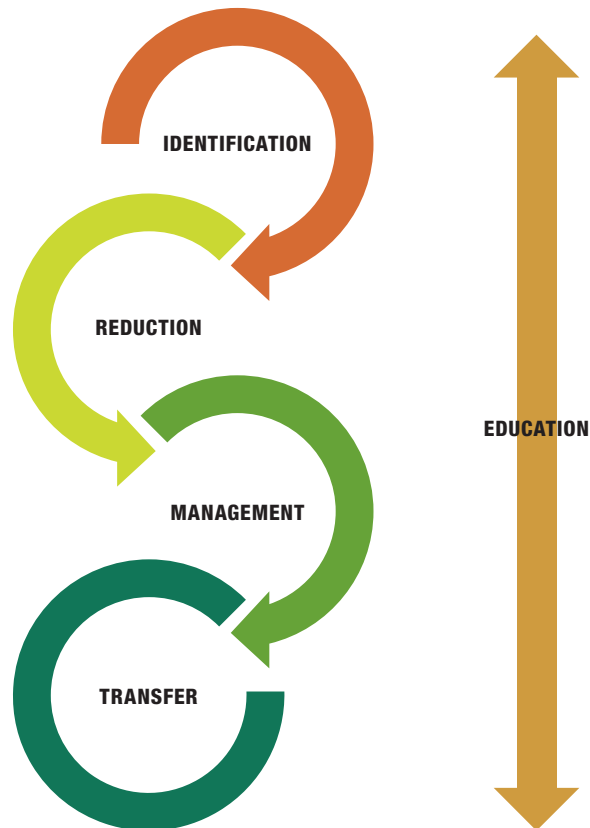 IDENTIFICATION
REDUCTION
EDUCATION
MANAGEMENT
TRANSFER